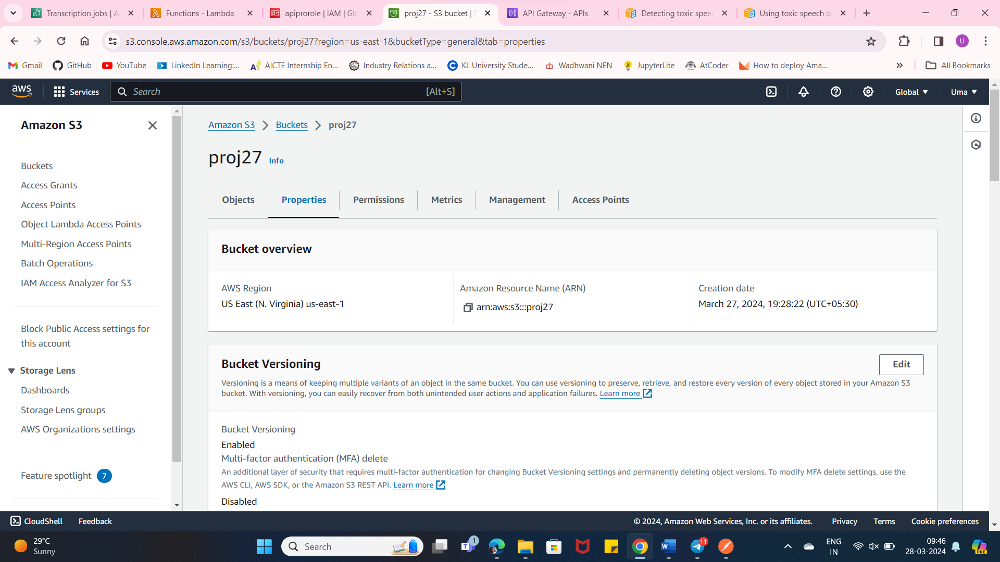 Transcription jobs | A
Functions - Lambda
apiprorole | IAM | Glo
proj27 - S3 bucket | S
API Gateway - APIs
Detecting toxic speec
Using toxic speech d
s3.console.aws.amazon.com/s3/buckets/proj27?region=us-east-1&bucketType=general&tab=properties
U
Gmail
GitHub
YouTube
LinkedIn Learning:...
AICTE Internship En...
Industry Relations a...
KL University Stude...
Wadhwani NEN
JupyterLite
AtCoder
How to deploy Ama...
All Bookmarks
aws
Services
Search
[Alt+S]
Global
Uma
Amazon S3
Buckets
Access Grants
Access Points
Object Lambda Access Points
Multi-Region Access Points
Batch Operations
IAM Access Analyzer for S3
Block Public Access settings for
this account
Storage Lens
Dashboards
Storage Lens groups
AWS Organizations settings
Feature spotlight 7
Amazon S3 > Buckets > proj27
proj27 Info
Objects
Properties
Permissions
Metrics
Management
Access Points
Bucket overview
AWS Region
US East (N. Virginia) us-east-1
Amazon Resource Name (ARN)
arn:aws:s3:::proj27
Creation date
March 27, 2024, 19:28:22 (UTC+05:30)
Bucket Versioning
Edit
Versioning is a means of keeping multiple variants of an object in the same bucket. You can use versioning to preserve, retrieve, and restore every version of every object stored in your Amazon S3
bucket. With versioning, you can easily recover from both unintended user actions and application failures. Learn more
Bucket Versioning
Enabled
Multi-factor authentication (MFA) delete
An additional layer of security that requires multi-factor authentication for changing Bucket Versioning settings and permanently deleting object versions. To modify MFA delete settings, use the
AWS CLI, AWS SDK, or the Amazon S3 REST API. Learn more
Disabled
CloudShell
Feedback
© 2024, Amazon Web Services, Inc. or its affiliates.
Privacy
Terms
Cookie preferences
29°C
Sunny
Search
1
11
ENG
IN
09:46
28-03-2024
PRE